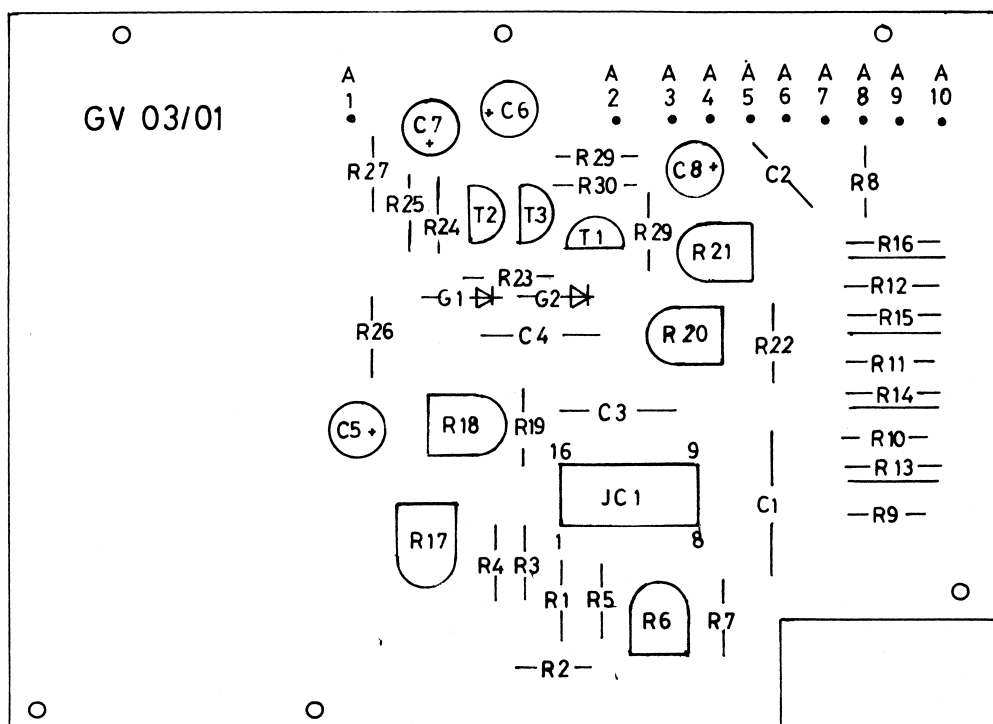 A A A A A A A A A A
1 2 3 4 5 6 7 8 9 10
GV 03/01
C7
C6
R27
R29
R30
C8
C2
R8
R25
R24
T2
T3
T1
R29
R21
R16
R23
G1
G2
R12
R26
C4
R20
R22
R15
R11
R14
C5
R18
R19
C3
R10
16
9
R13
JC1
C1
R9
R17
1
8
R4
R3
R1
R5
R6
R7
R2